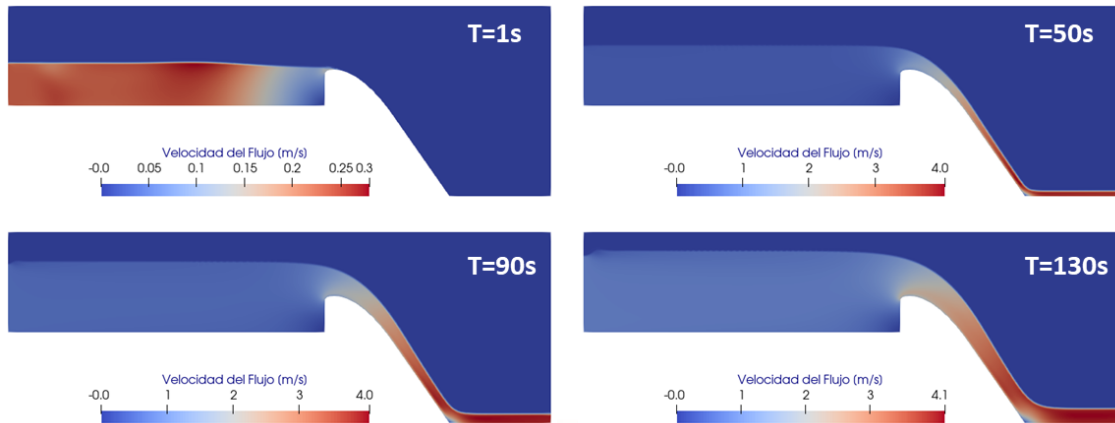 T=1s
Velocidad del Flujo (m/s)
-0.0 0.05 0.1 0.15 0.2 0.25 0.3
T=50s
Velocidad del Flujo (m/s)
-0.0 1 2 3 4.0
T=90s
Velocidad del Flujo (m/s)
-0.0 1 2 3 4.0
T=130s
Velocidad del Flujo (m/s)
-0.0 1 2 3 4.1